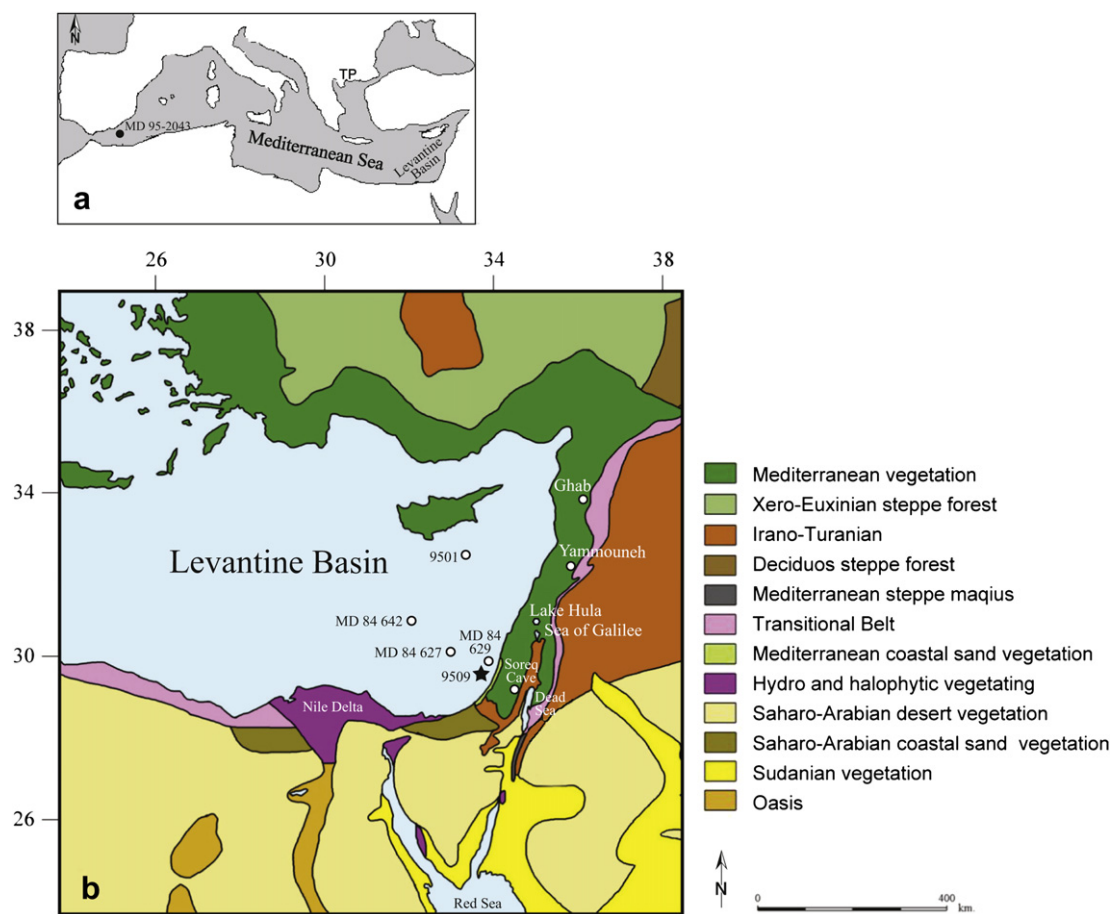 N
TP
MD 95-2043
Mediterranean Sea
Levantine
Basin
a
26
30
34
38
38
34
30
26
Ghab
9501
Yammouneh
Levantine Basin
Lake Hula
MD 84 642
Sea of Galilee
MD 84
629
MD 84 627
9509
Soreq
Cave
Dead
Sea
Nile Delta
Red Sea
b
Mediterranean vegetation
Xero-Euxinian steppe forest
Irano-Turanian
Deciduos steppe forest
Mediterranean steppe maqius
Transitional Belt
Mediterranean coastal sand vegetation
Hydro and halophytic vegetating
Saharo-Arabian desert vegetation
Saharo-Arabian coastal sand vegetation
Sudanian vegetation
Oasis
N
0
400
km.